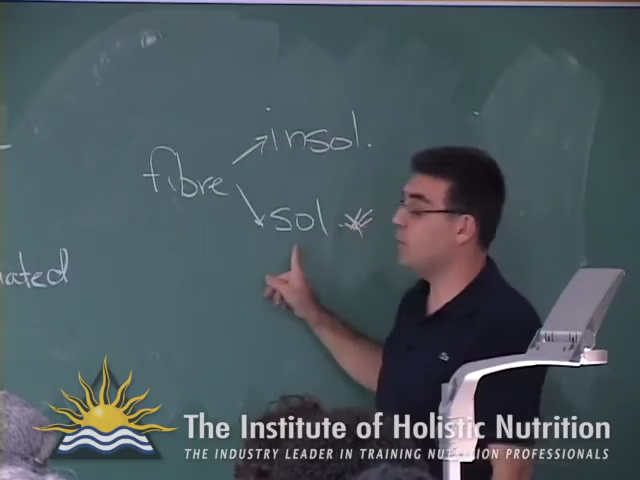 insol.
fibre
sol
ated
The Institute of Holistic Nutrition
THE INDUSTRY LEADER IN TRAINING NUTRITION PROFESSIONALS